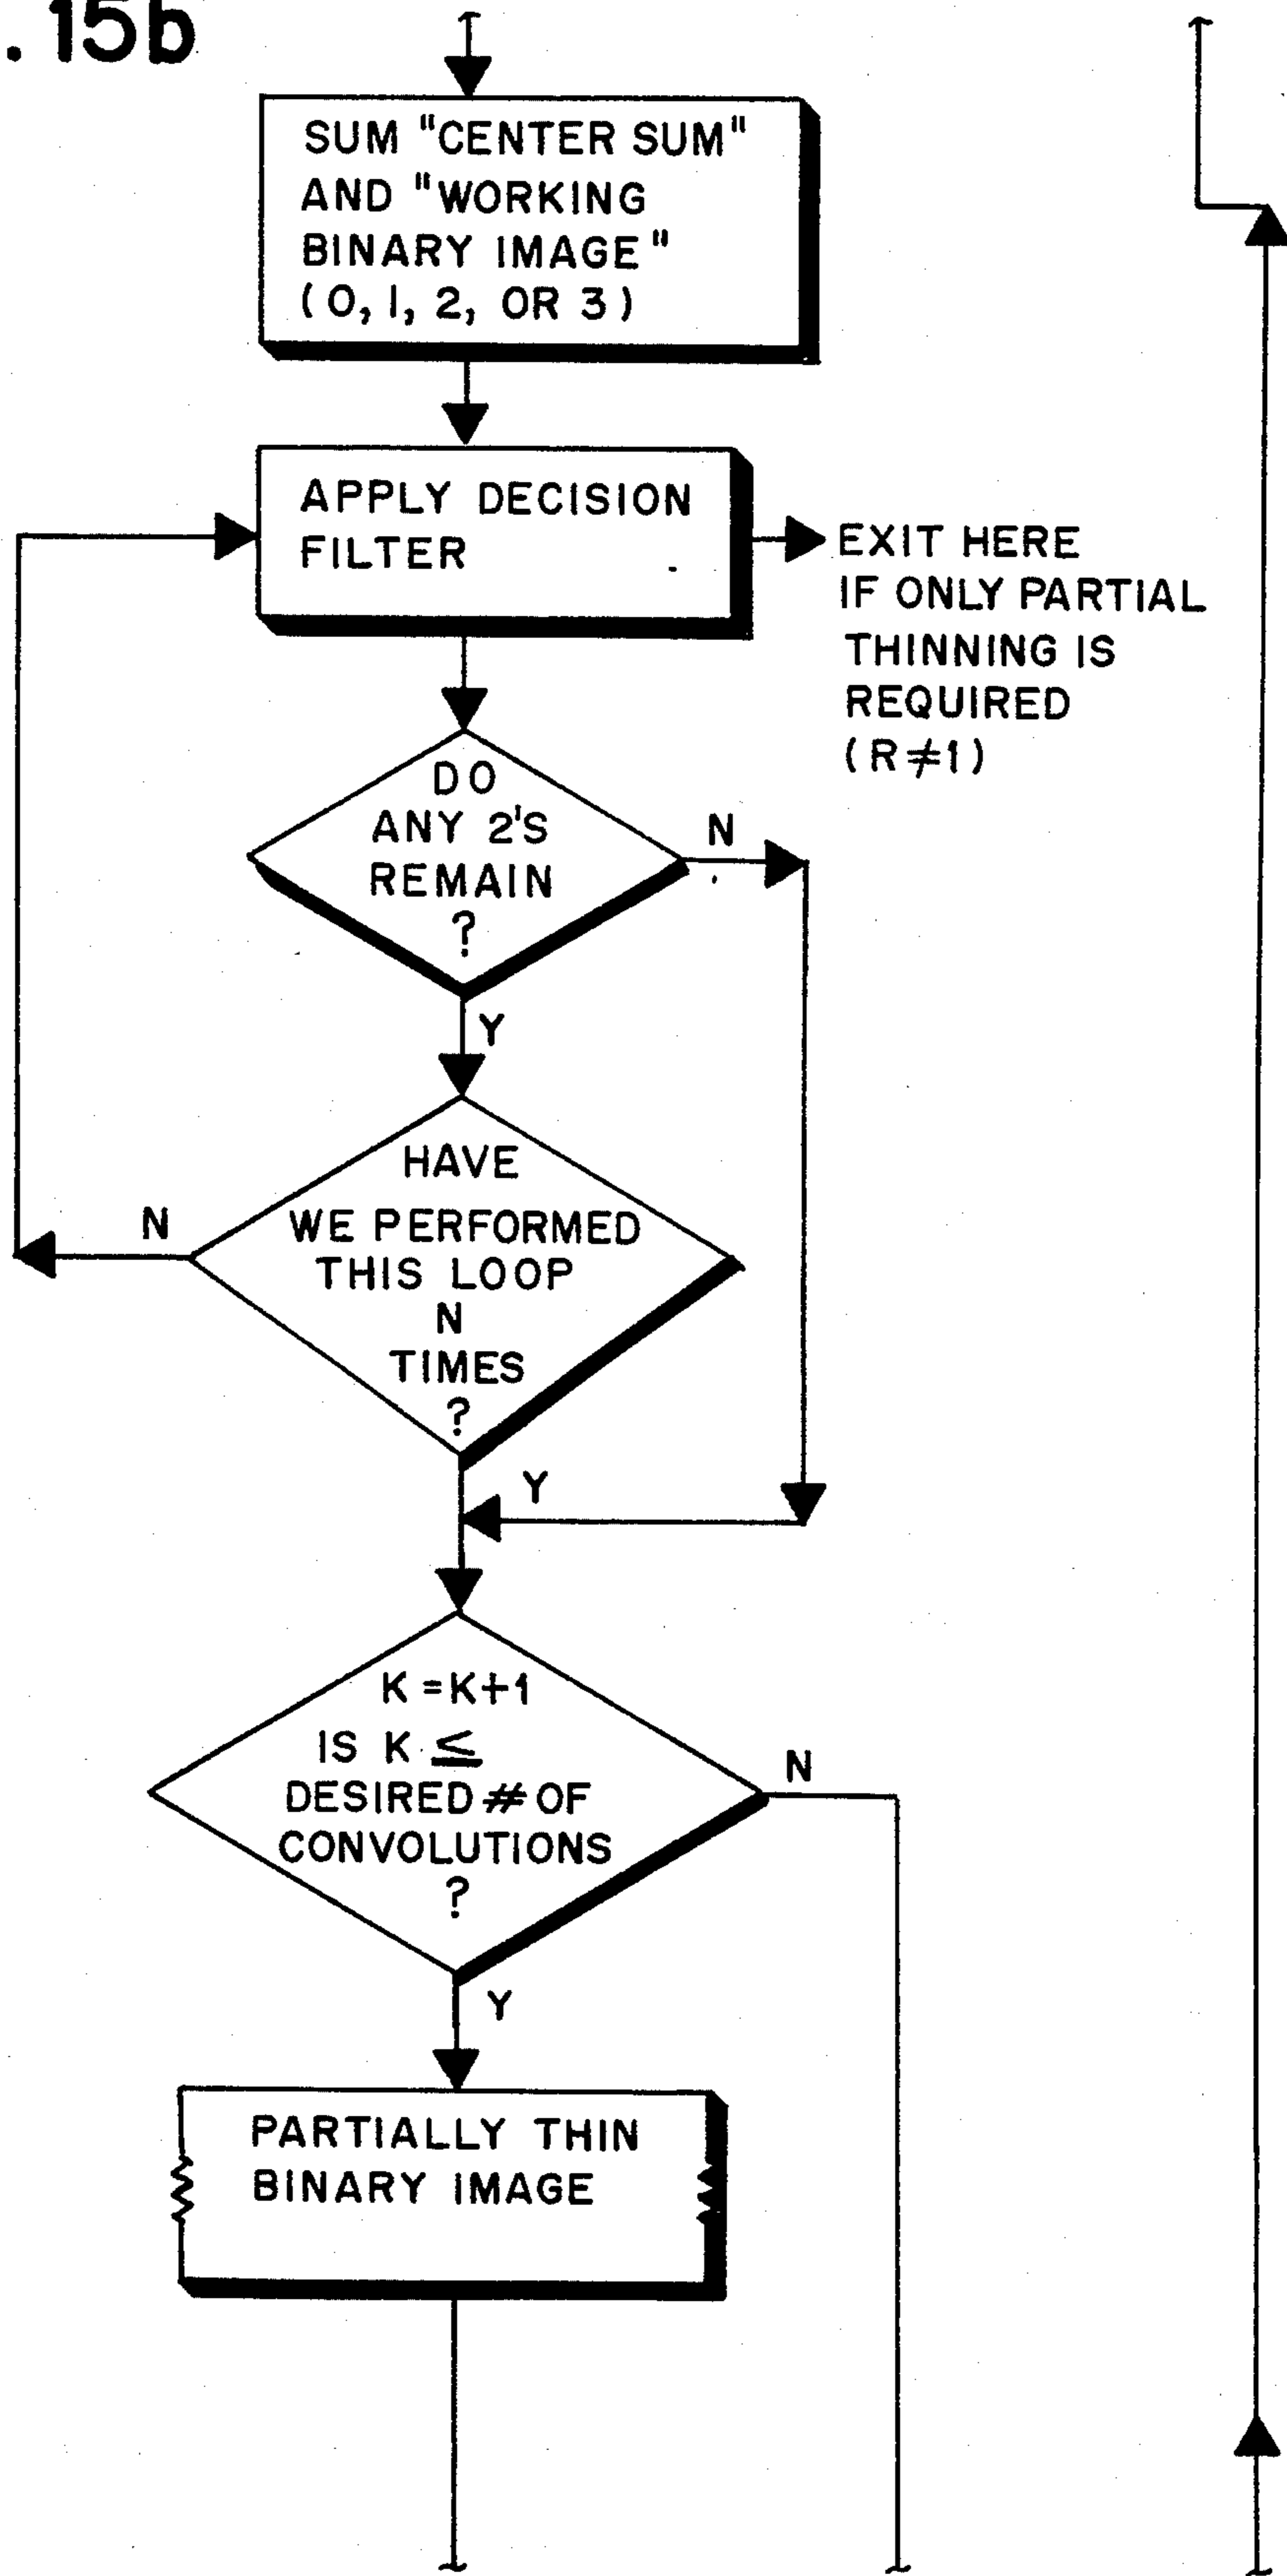 . 15b
SUM "CENTER SUM"
AND "WORKING
BINARY IMAGE"
(0, 1, 2, OR 3)
APPLY DECISION
FILTER
EXIT HERE
IF ONLY PARTIAL
THINNING IS
REQUIRED
(R≠1)
DO
ANY 2'S
REMAIN
?
N
Y
HAVE
WE PERFORMED
THIS LOOP
N
TIMES
?
N
Y
K=K+1
IS K ≤
DESIRED # OF
CONVOLUTIONS
?
N
Y
PARTIALLY THIN
BINARY IMAGE